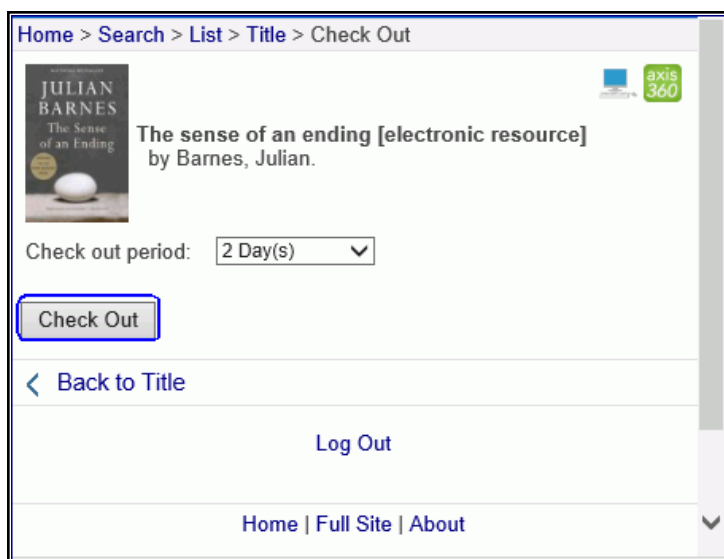 Home > Search > List > Title > Check Out
JULIAN
BARNES
The Sense
of an Ending
axis
360
The sense of an ending [electronic resource]
by Barnes, Julian.
Check out period: 2 Day(s)
Check Out
Back to Title
Log Out
Home | Full Site | About